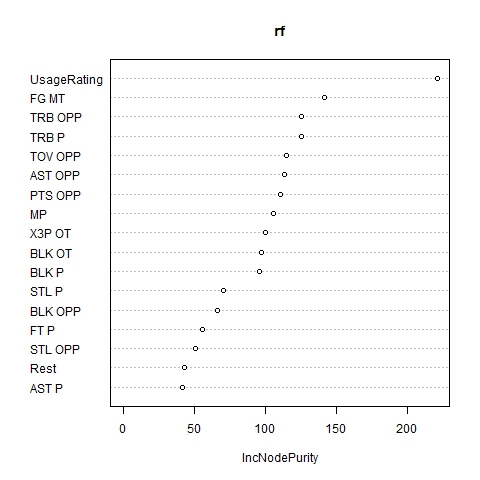 rf
UsageRating
FG MT
TRB OPP
TRB P
TOV OPP
AST OPP
PTS OPP
MP
X3P OT
BLK OT
BLK P
STL P
BLK OPP
FT P
STL OPP
Rest
AST P
0 50 100 150 200
IncNodePurity